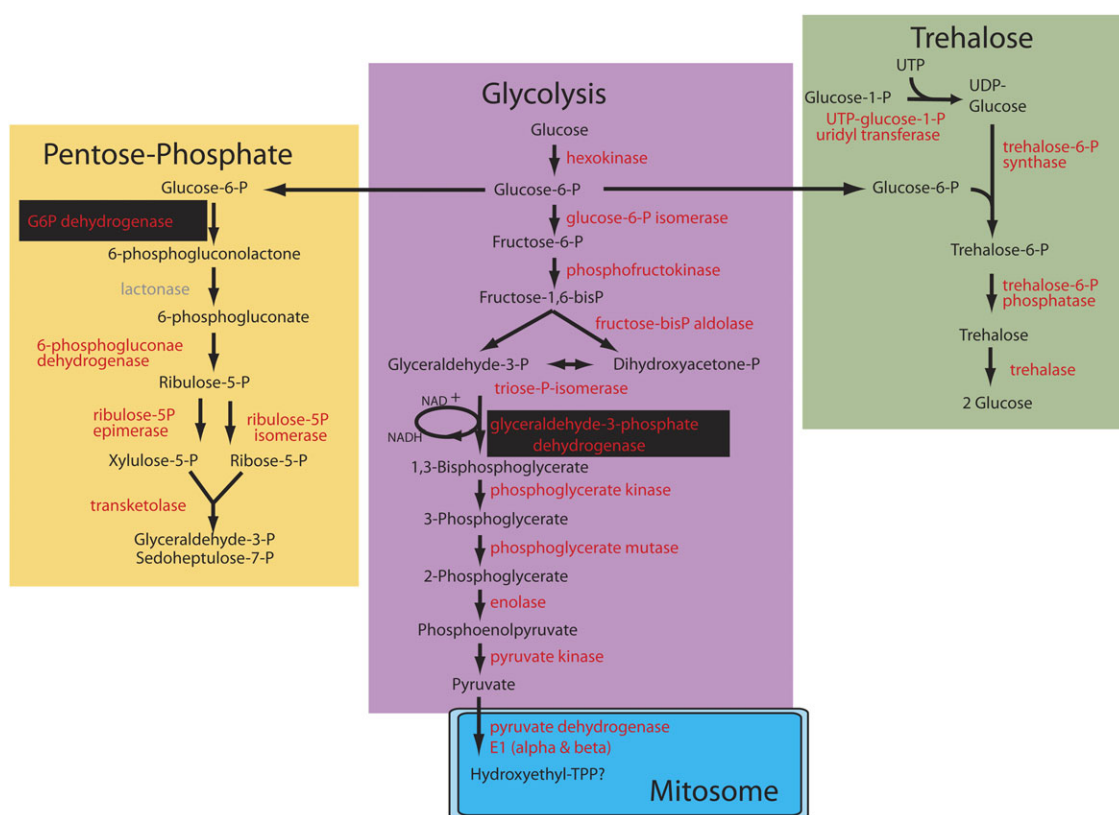 Pentose-Phosphate
Glucose-6-P
G6P dehydrogenase
6-phosphogluconolactone
lactonase
6-phosphogluconate
6-phosphogluconae
dehydrogenase
Ribulose-5-P
ribulose-5P
epimerase
ribulose-5P
isomerase
Xylulose-5-P
Ribose-5-P
transketolase
Glyceraldehyde-3-P
Sedoheptulose-7-P
Glycolysis
Glucose
hexokinase
Glucose-6-P
glucose-6-P isomerase
Fructose-6-P
phosphofructokinase
Fructose-1,6-bisP
fructose-bisP aldolase
Glyceraldehyde-3-P
Dihydroxyacetone-P
triose-P-isomerase
NAD +
NADH
glyceraldehyde-3-phosphate
dehydrogenase
1,3-Bisphosphoglycerate
phosphoglycerate kinase
3-Phosphoglycerate
phosphoglycerate mutase
2-Phosphoglycerate
enolase
Phosphoenolpyruvate
pyruvate kinase
Pyruvate
pyruvate dehydrogenase
E1 (alpha & beta)
Hydroxyethyl-TPP?
Mitosome
Trehalose
UTP
Glucose-1-P
UDP-
Glucose
UTP-glucose-1-P
uridyl transferase
trehalose-6-P
synthase
Glucose-6-P
Trehalose-6-P
trehalose-6-P
phosphatase
Trehalose
trehalase
2 Glucose